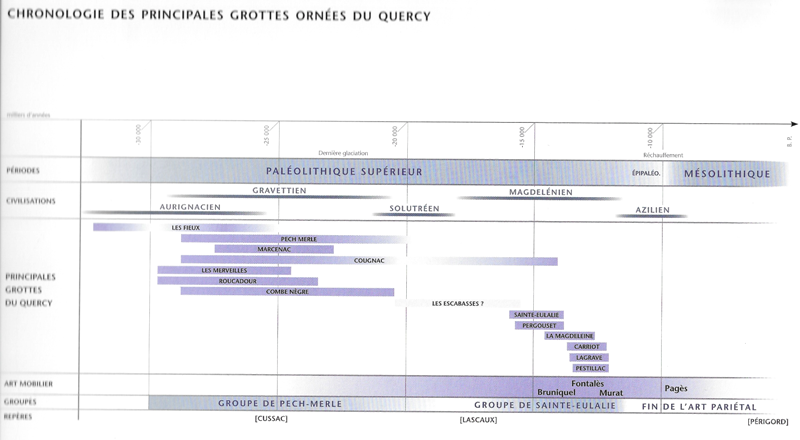 CHRONOLOGIE DES PRINCIPALES GROTTES ORNÉES DU QUERCY
milliers d'années
-30 000
-25 000
-20 000
-15 000
-10 000
B. P.
Dernière glaciation
Réchauffement
PÉRIODES
PALÉOLITHIQUE SUPÉRIEUR
ÉPIPALÉO.
MÉSOLITHIQUE
CIVILISATIONS
GRAVETTIEN
MAGDELÉNIEN
AURIGNACIEN
SOLUTRÉEN
AZILIEN
PRINCIPALES
GROTTES
DU QUERCY
LES FIEUX
PECH MERLE
MARCENAC
COUGNAC
LES MERVEILLES
ROUCADOUR
COMBE NÈGRE
LES ESCABASSES ?
SAINTE-EULALIE
PERGOUSET
LA MAGDELEINE
CARRIOT
LAGRAVE
PESTILLAC
ART MOBILIER
Fontalès
Bruniquel
Murat
Pagès
GROUPES
GROUPE DE PECH-MERLE
GROUPE DE SAINTE-EULALIE
FIN DE L'ART PARIÉTAL
REPÈRES
[CUSSAC]
[LASCAUX]
[PÉRIGORD]